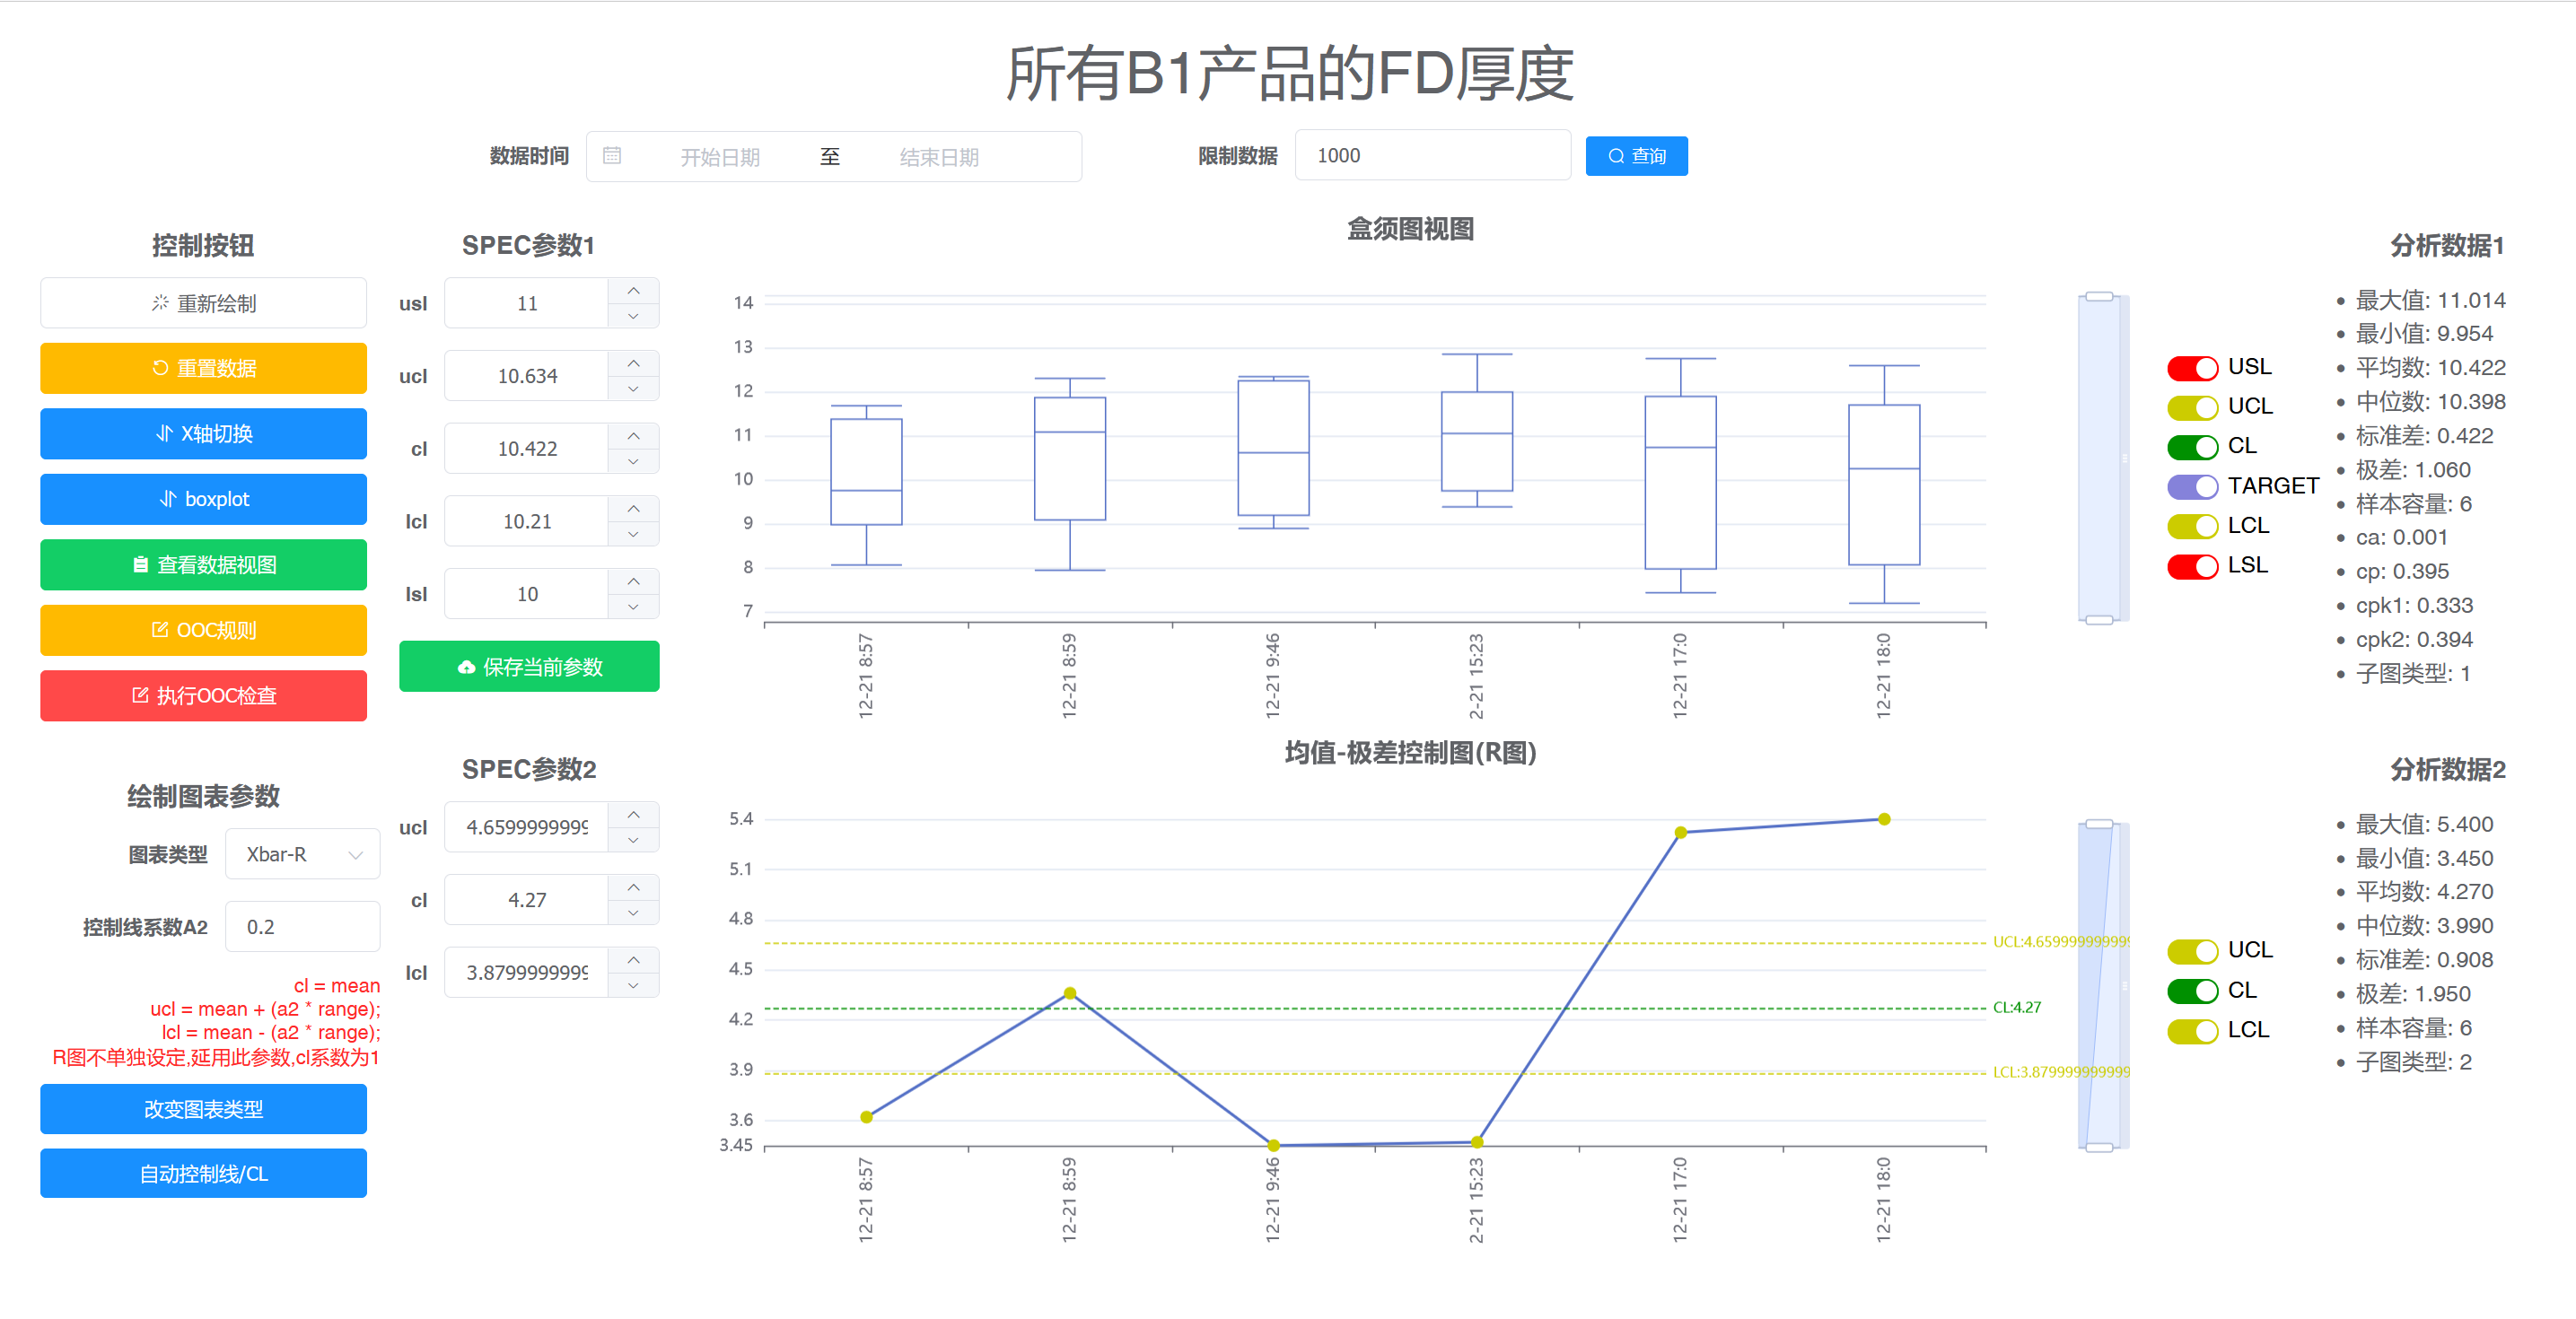 所有B1产品的FD厚度
数据时间 开始日期 至 结束日期 限制数据 1000 查询
控制按钮
重新绘制
重置数据
X轴切换
boxplot
查看数据视图
OOC规则
执行OOC检查
SPEC参数1
usl 11
ucl 10.634
cl 10.422
lcl 10.21
lsl 10
保存当前参数
盒须图视图
14
13
12
11
10
9
8
7
12-21 8:57
12-21 8:59
12-21 9:46
2-21 15:23
12-21 17:0
12-21 18:0
USL
UCL
CL
TARGET
LCL
LSL
分析数据1
最大值: 11.014
最小值: 9.954
平均数: 10.422
中位数: 10.398
标准差: 0.422
极差: 1.060
样本容量: 6
ca: 0.001
cp: 0.395
cpk1: 0.333
cpk2: 0.394
子图类型: 1
绘制图表参数
图表类型 Xbar-R
控制线系数A2 0.2
cl = mean
ucl = mean + (a2 * range);
lcl = mean - (a2 * range);
R图不单独设定,延用此参数,cl系数为1
改变图表类型
自动控制线/CL
SPEC参数2
ucl 4.6599999999
cl 4.27
lcl 3.8799999999
均值-极差控制图(R图)
5.4
5.1
4.8
4.5
4.2
3.9
3.6
3.45
UCL:4.659999999999
CL:4.27
LCL:3.879999999999
12-21 8:57
12-21 8:59
12-21 9:46
2-21 15:23
12-21 17:0
12-21 18:0
UCL
CL
LCL
分析数据2
最大值: 5.400
最小值: 3.450
平均数: 4.270
中位数: 3.990
标准差: 0.908
极差: 1.950
样本容量: 6
子图类型: 2